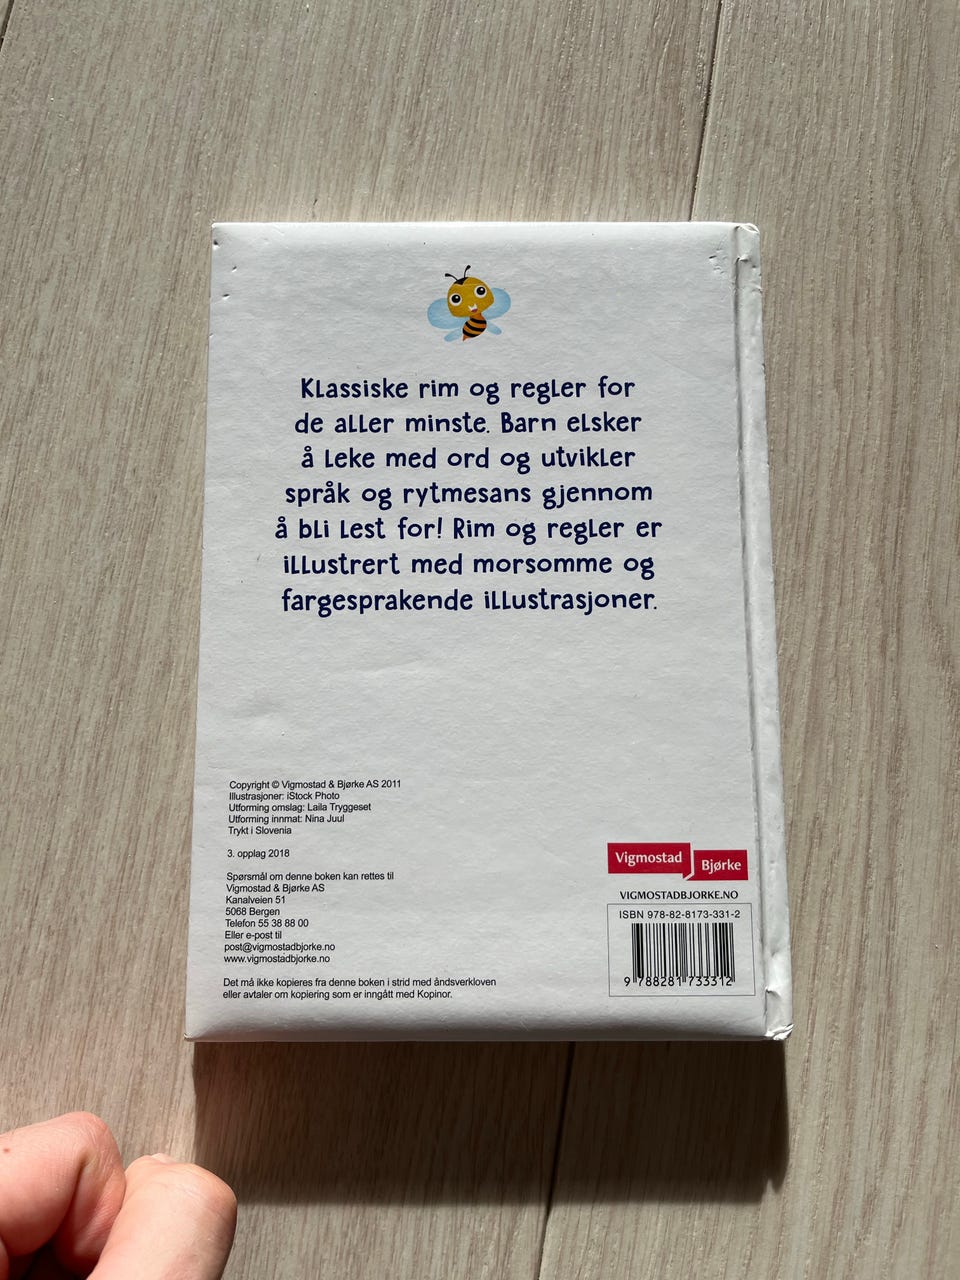 Klassiske rim og regler for
de aller minste. Barn elsker
å leke med ord og utvikler
språk og rytmesans gjennom
å bli lest for! Rim og regler er
illustrert med morsomme og
fargesprakende illustrasjoner.
Copyright © Vigmostad & Bjørke AS 2011
Illustrasjoner: iStock Photo
Utforming omslag: Laila Tryggeset
Utforming innmat: Nina Juul
Trykt i Slovenia
3. opplag 2018
Spørsmål om denne boken kan rettes til
Vigmostad & Bjørke AS
Kanalveien 51
5068 Bergen
Telefon 55 38 88 00
Eller e-post til
post@vigmostadbjorke.no
www.vigmostadbjorke.no
Det må ikke kopieres fra denne boken i strid med åndsverkloven
eller avtaler om kopiering som er inngått med Kopinor.
Vigmostad Bjørke
VIGMOSTADBJORKE.NO
ISBN 978-82-8173-331-2
9 788281 733312